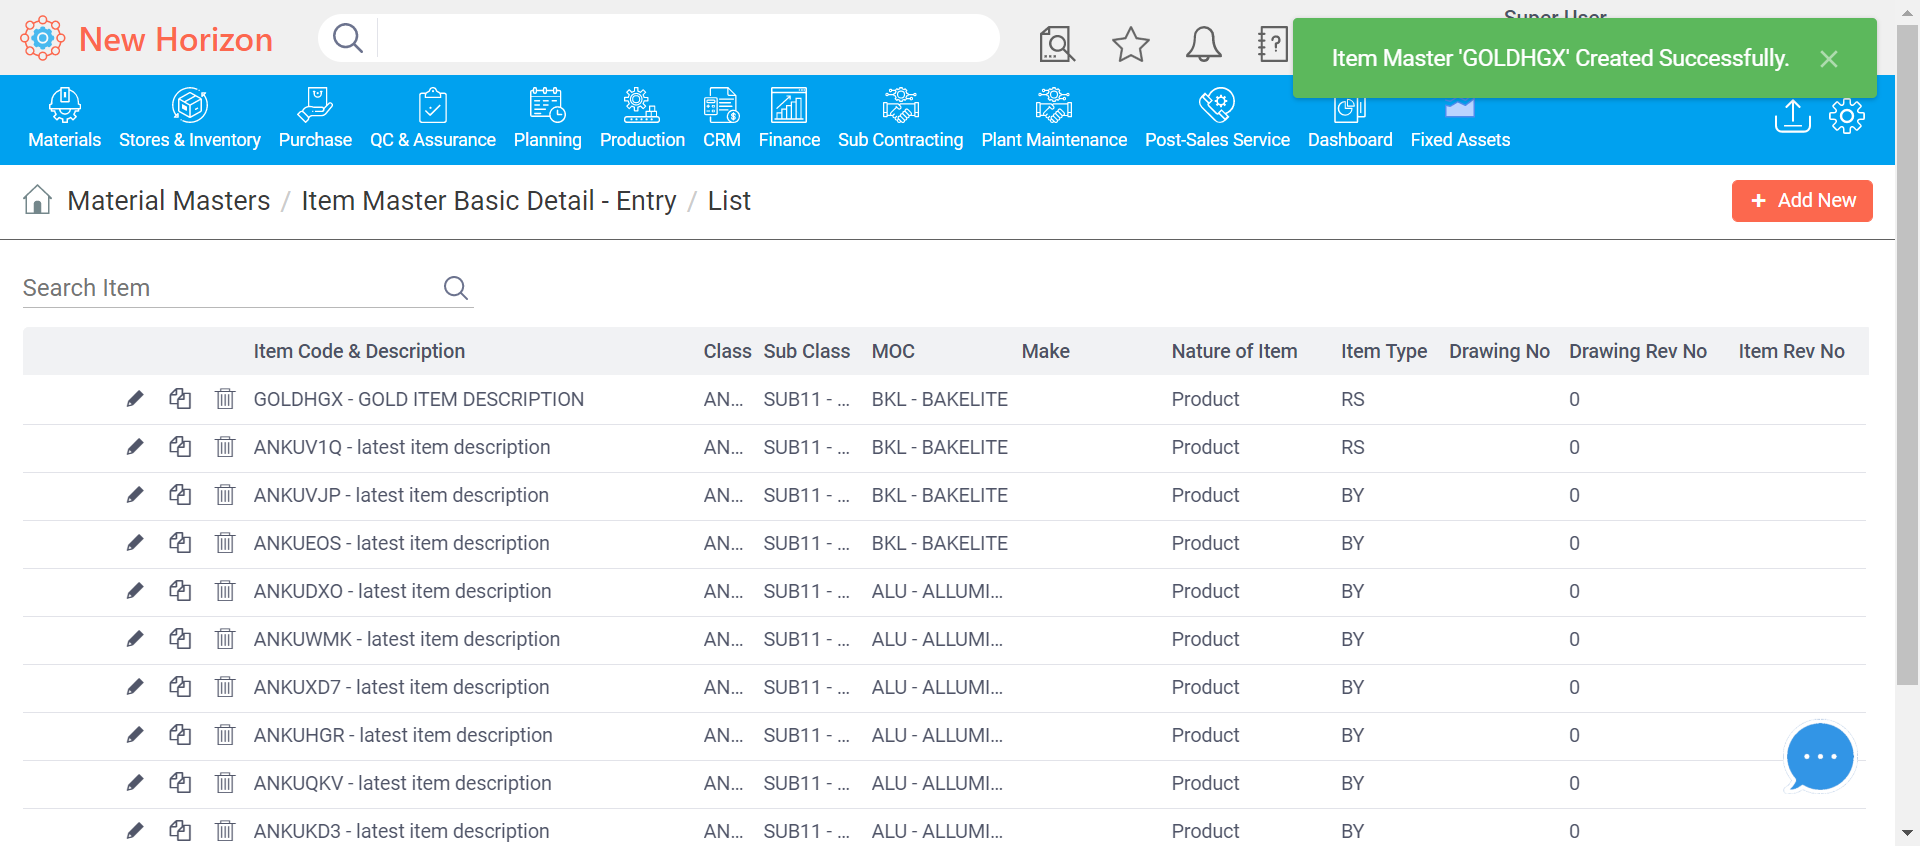 New Horizon
Super User
Item Master 'GOLDHGX' Created Successfully.
Materials
Stores & Inventory
Purchase
QC & Assurance
Planning
Production
CRM
Finance
Sub Contracting
Plant Maintenance
Post-Sales Service
Dashboard
Fixed Assets
Material Masters / Item Master Basic Detail - Entry / List
+ Add New
Search Item
Item Code & Description Class Sub Class MOC Make Nature of Item Item Type Drawing No Drawing Rev No Item Rev No
GOLDHGX - GOLD ITEM DESCRIPTION AN... SUB11 - ... BKL - BAKELITE Product RS 0
ANKUV1Q - latest item description AN... SUB11 - ... BKL - BAKELITE Product RS 0
ANKUVJP - latest item description AN... SUB11 - ... BKL - BAKELITE Product BY 0
ANKUEOS - latest item description AN... SUB11 - ... BKL - BAKELITE Product BY 0
ANKUDXO - latest item description AN... SUB11 - ... ALU - ALLUMI... Product BY 0
ANKUWMK - latest item description AN... SUB11 - ... ALU - ALLUMI... Product BY 0
ANKUXD7 - latest item description AN... SUB11 - ... ALU - ALLUMI... Product BY 0
ANKUHGR - latest item description AN... SUB11 - ... ALU - ALLUMI... Product BY 0
ANKUQKV - latest item description AN... SUB11 - ... ALU - ALLUMI... Product BY 0
ANKUKD3 - latest item description AN... SUB11 - ... ALU - ALLUMI... Product BY 0